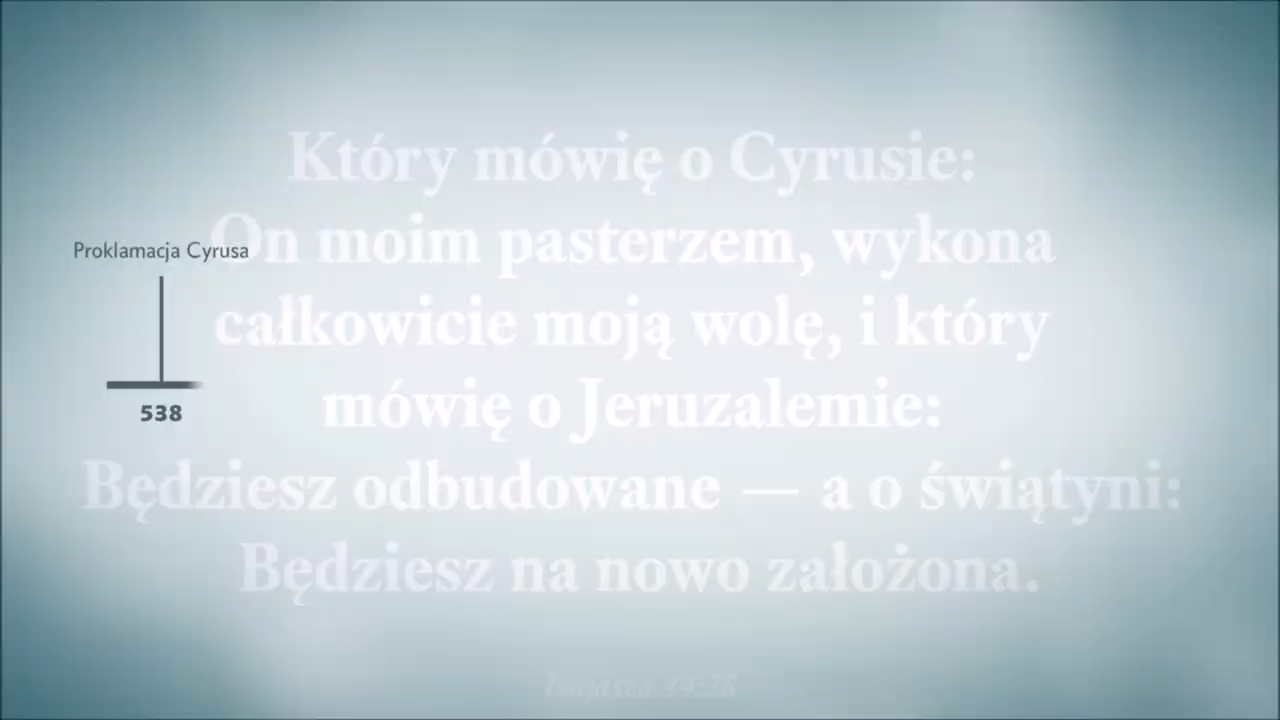 Który mówię o Cyrusie:
On moim pasterzem, wykona
całkowicie moją wolę, i który
mówię o Jeruzalemie:
Będziesz odbudowane — a o świątyni:
Będziesz na nowo założona.
Proklamacja Cyrusa
538